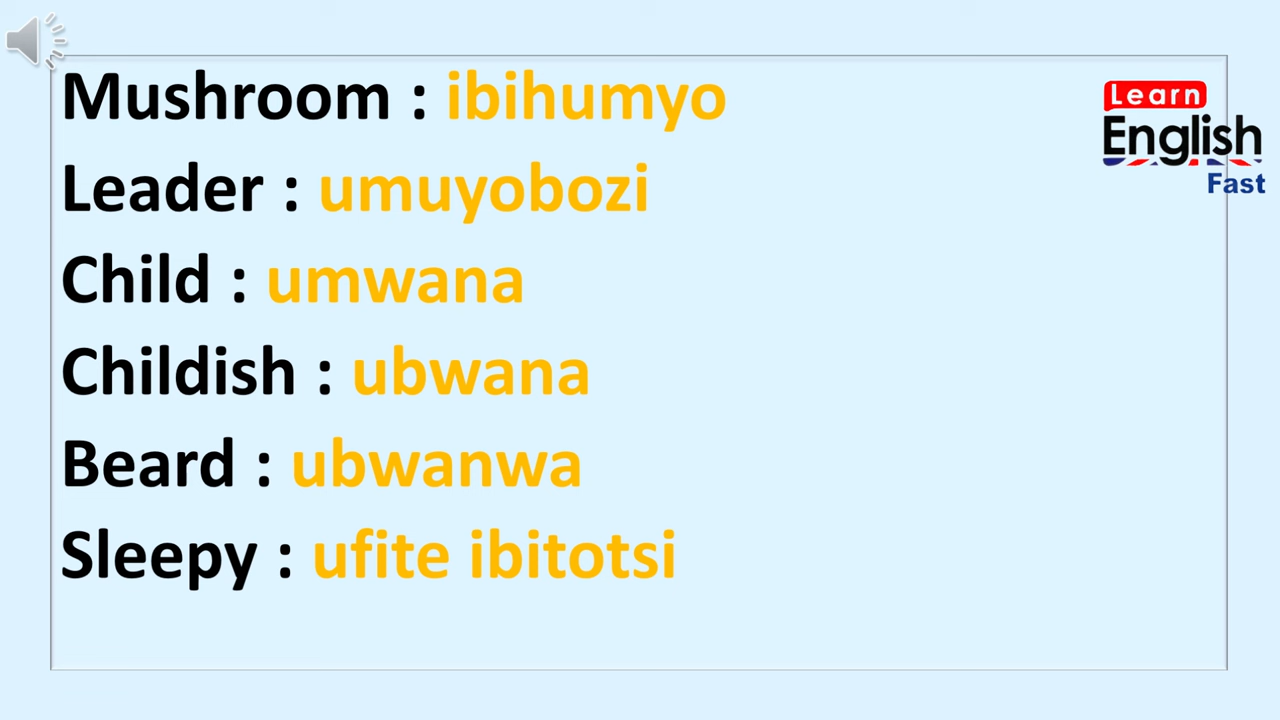 Mushroom : ibihumyo
Leader : umuyobozi
Child : umwana
Childish : ubwana
Beard : ubwanwa
Sleepy : ufite ibitotsi
Learn
English
Fast